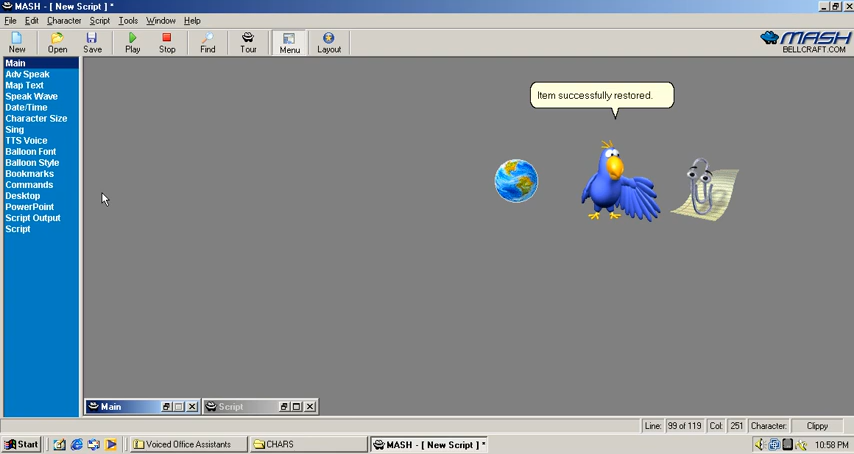 MASH - [ New Script ] *
File Edit Character Script Tools Window Help
New Open Save Play Stop Find Tour Menu Layout
MASH
BELLCRAFT.COM
Main
Adv Speak
Map Text
Speak Wave
Date/Time
Character Size
Sing
TTS Voice
Balloon Font
Balloon Style
Bookmarks
Commands
Desktop
PowerPoint
Script Output
Script
Item successfully restored.
Main Script
Line: 99 of 119 Col: 251 Character: Clippy
Start Voiced Office Assistants CHARS MASH - [ New Script ] * 10:58 PM